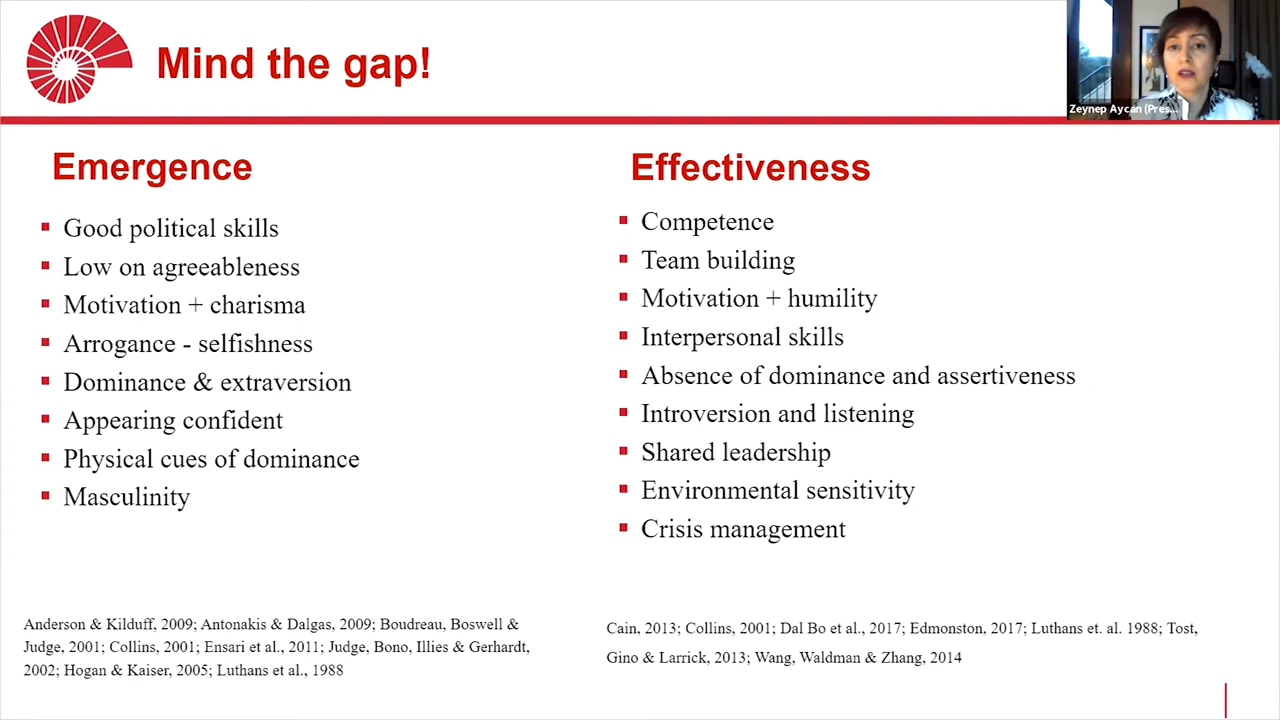 Mind the gap!
Zeynep Aycan (Pres...
Emergence
Good political skills
Low on agreeableness
Motivation + charisma
Arrogance - selfishness
Dominance & extraversion
Appearing confident
Physical cues of dominance
Masculinity
Anderson & Kilduff, 2009; Antonakis & Dalgas, 2009; Boudreau, Boswell &
Judge, 2001; Collins, 2001; Ensari et al., 2011; Judge, Bono, Illies & Gerhardt,
2002; Hogan & Kaiser, 2005; Luthans et al., 1988
Effectiveness
Competence
Team building
Motivation + humility
Interpersonal skills
Absence of dominance and assertiveness
Introversion and listening
Shared leadership
Environmental sensitivity
Crisis management
Cain, 2013; Collins, 2001; Dal Bo et al., 2017; Edmonston, 2017; Luthans et. al. 1988; Tost,
Gino & Larrick, 2013; Wang, Waldman & Zhang, 2014